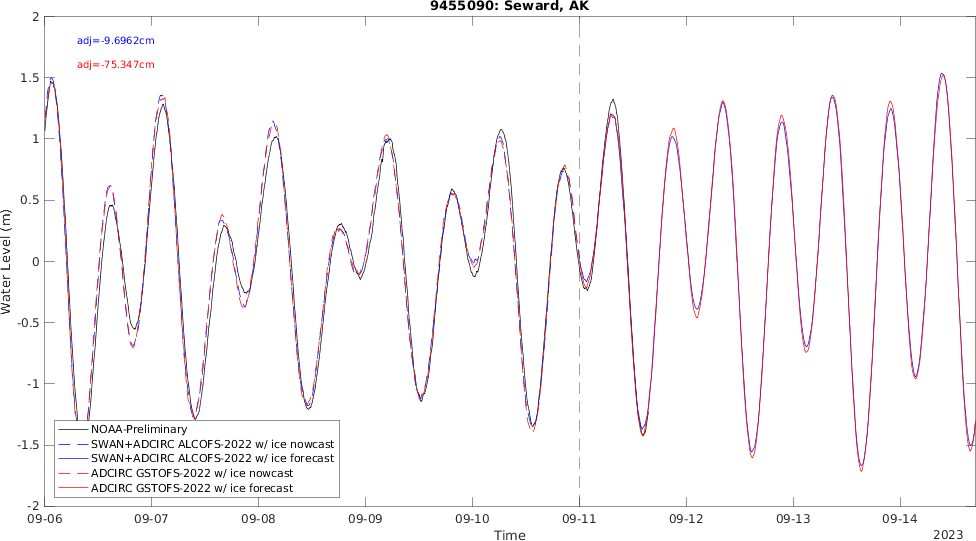 9455090: Seward, AK
adj=-9.6962cm
adj=-75.347cm
Water Level (m)
2
1.5
1
0.5
0
-0.5
-1
-1.5
-2
NOAA-Preliminary
SWAN+ADCIRC ALCOFS-2022 w/ ice nowcast
SWAN+ADCIRC ALCOFS-2022 w/ ice forecast
ADCIRC GSTOFS-2022 w/ ice nowcast
ADCIRC GSTOFS-2022 w/ ice forecast
09-06 09-07 09-08 09-09 09-10 09-11 09-12 09-13 09-14
Time
2023